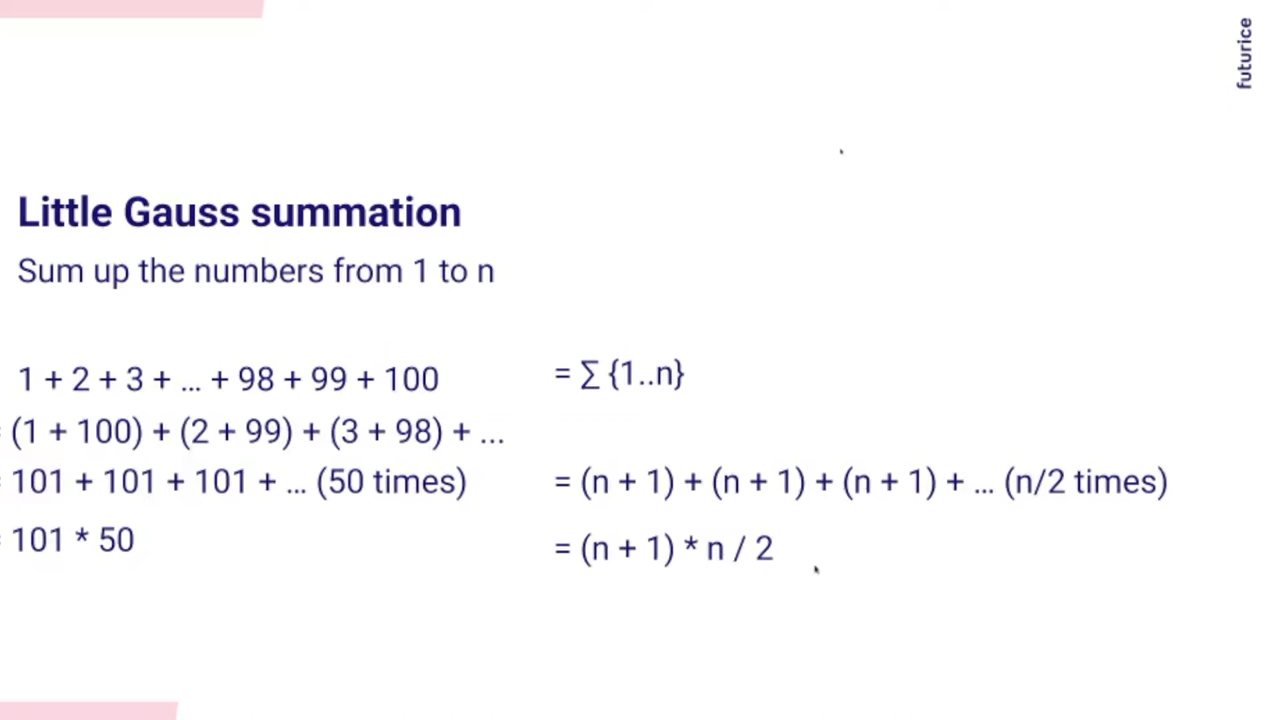 futurice
Little Gauss summation
Sum up the numbers from 1 to n
1 + 2 + 3 + ... + 98 + 99 + 100
= ∑ {1..n}
= (1 + 100) + (2 + 99) + (3 + 98) + ...
= 101 + 101 + 101 + ... (50 times)
= (n + 1) + (n + 1) + (n + 1) + ... (n/2 times)
= 101 * 50
= (n + 1) * n / 2